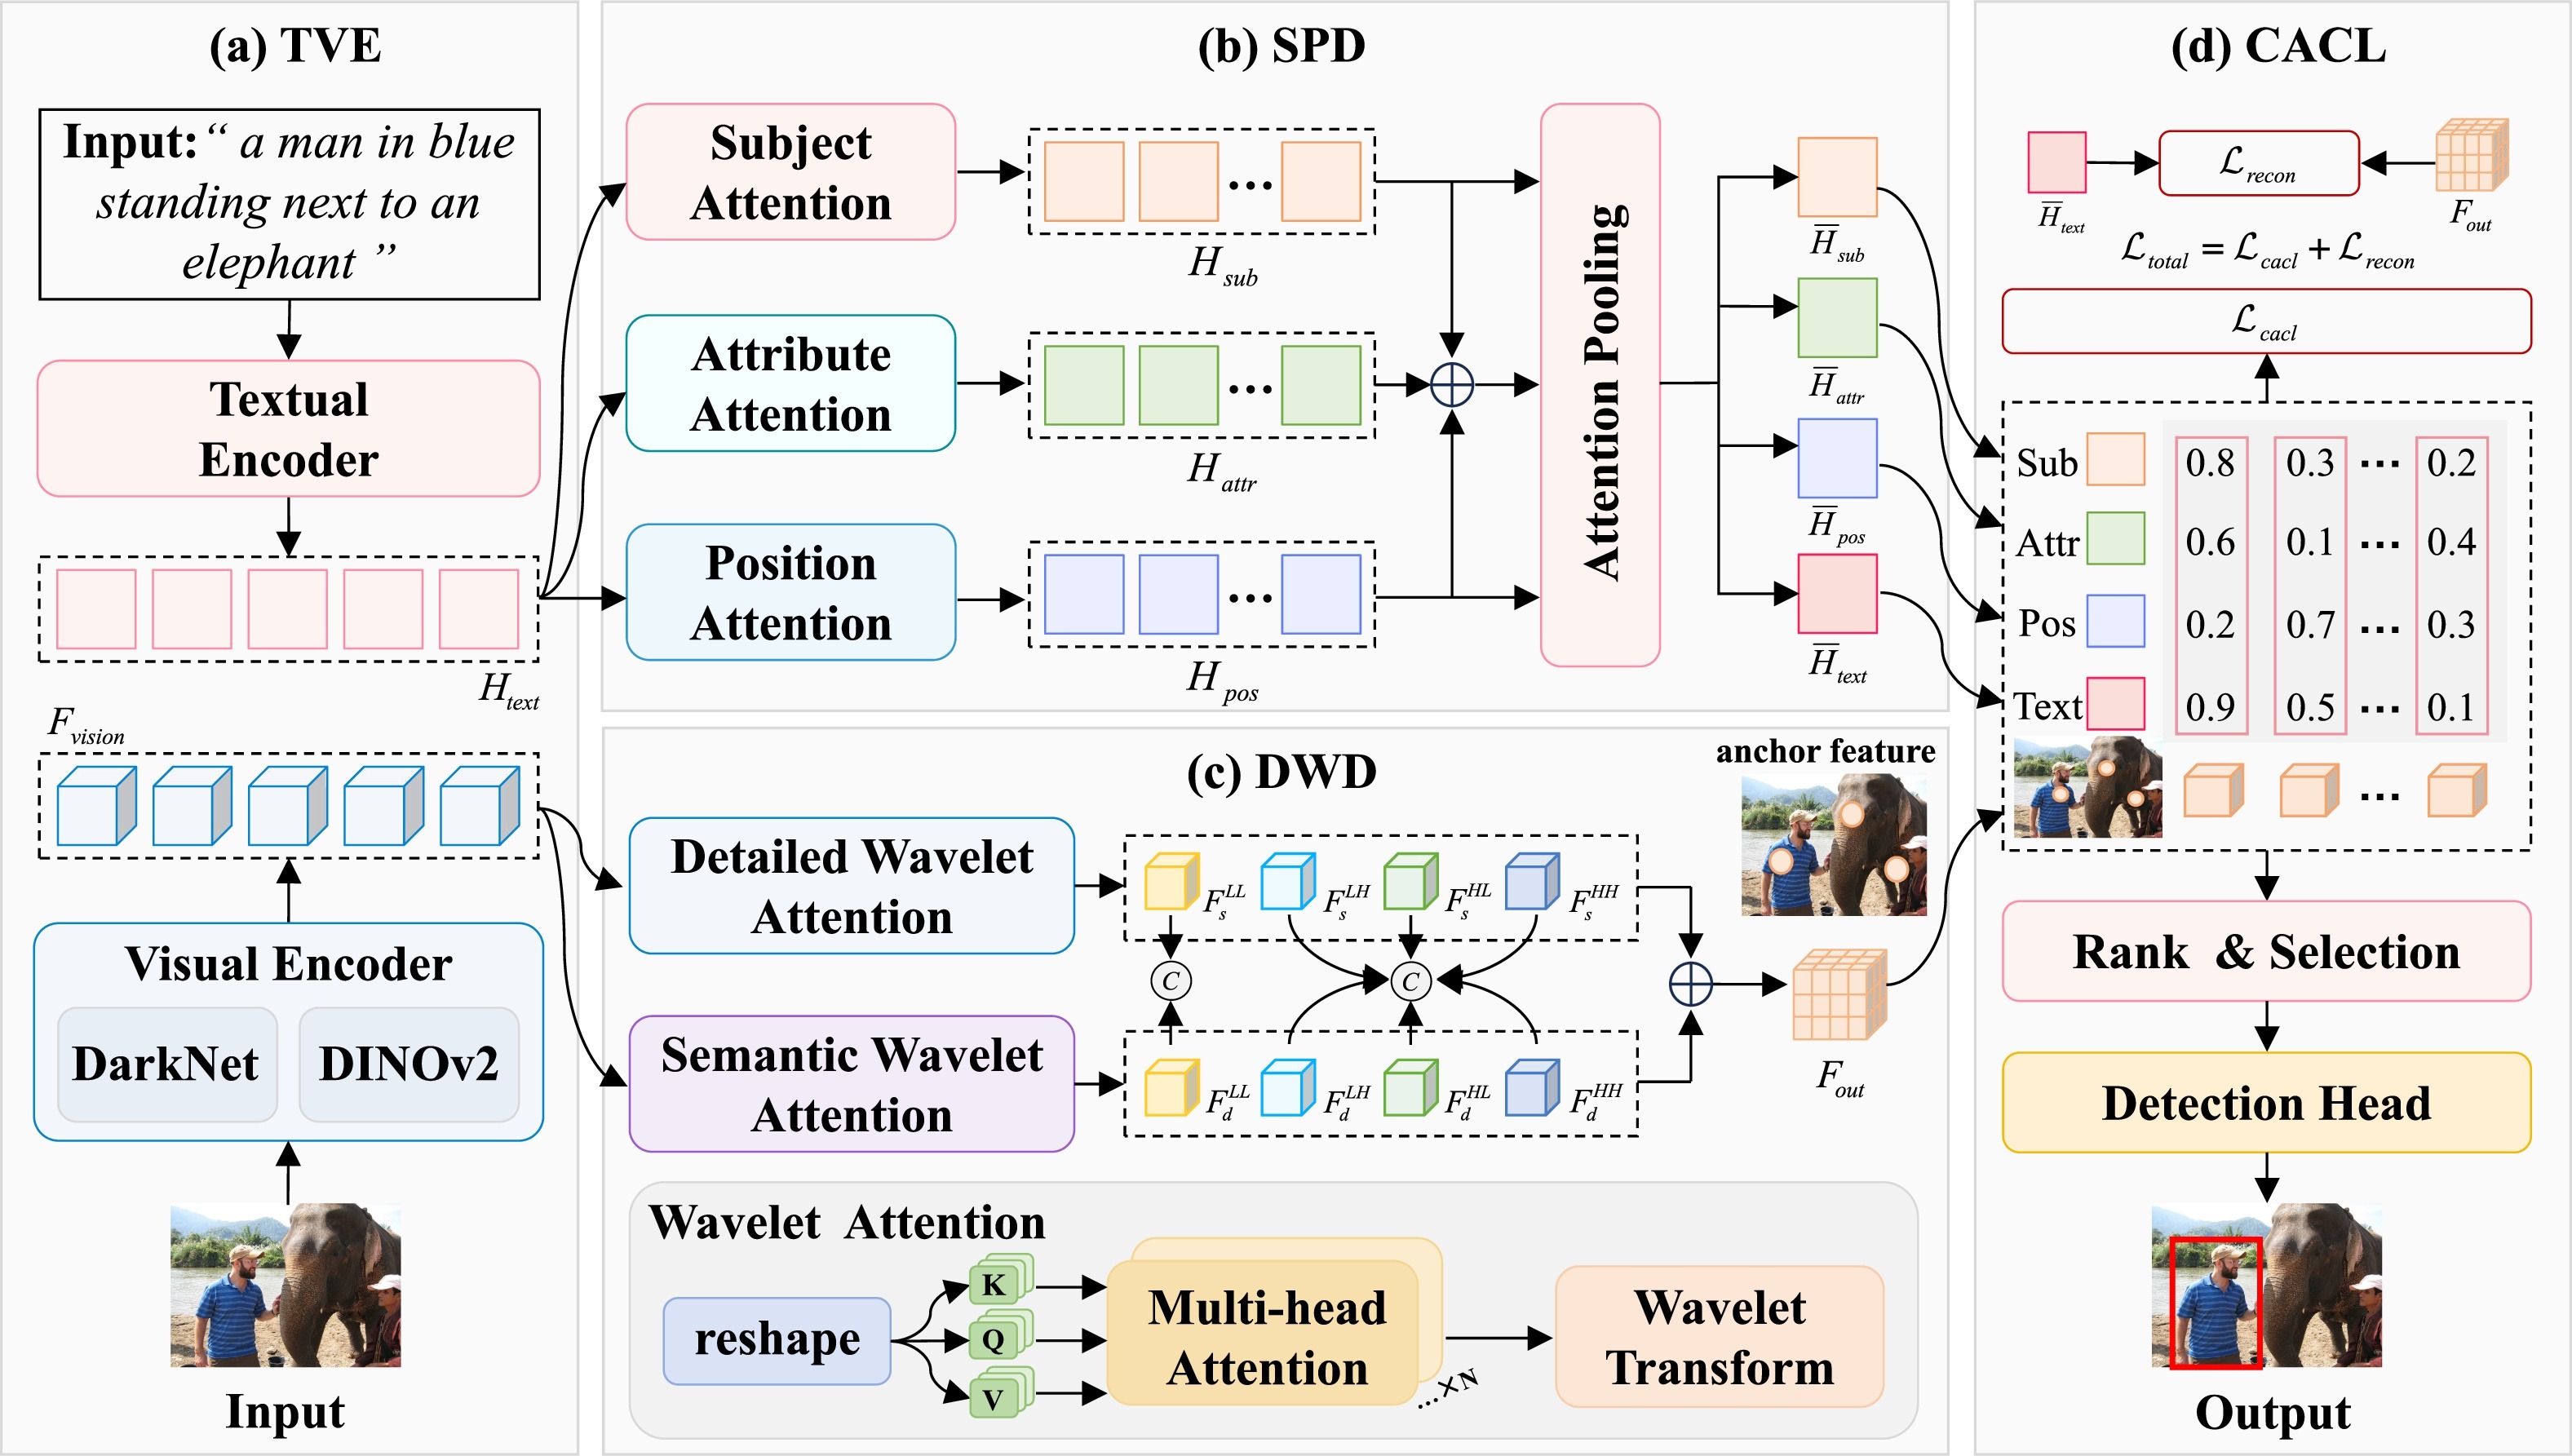 (a) TVE
Input:“ a man in blue
standing next to an
elephant ”
Textual
Encoder
H_text
F_vision
Visual Encoder
DarkNet
DINOv2
Input
(b) SPD
Subject
Attention
H_sub
Attribute
Attention
H_attr
Position
Attention
H_pos
Attention Pooling
H̅_sub
H̅_attr
H̅_pos
H̅_text
(c) DWD
Detailed Wavelet
Attention
F_s^LL F_s^LH F_s^HL F_s^HH
C C
Semantic Wavelet
Attention
F_d^LL F_d^LH F_d^HL F_d^HH
anchor feature
F_out
Wavelet Attention
reshape
K
Q
V
Multi-head
Attention
...×N
Wavelet
Transform
(d) CACL
H̅_text
ℒ_recon
F_out
ℒ_total = ℒ_cacl + ℒ_recon
ℒ_cacl
Sub 0.8 0.3 ... 0.2
Attr 0.6 0.1 ... 0.4
Pos 0.2 0.7 ... 0.3
Text 0.9 0.5 ... 0.1
...
Rank & Selection
Detection Head
Output